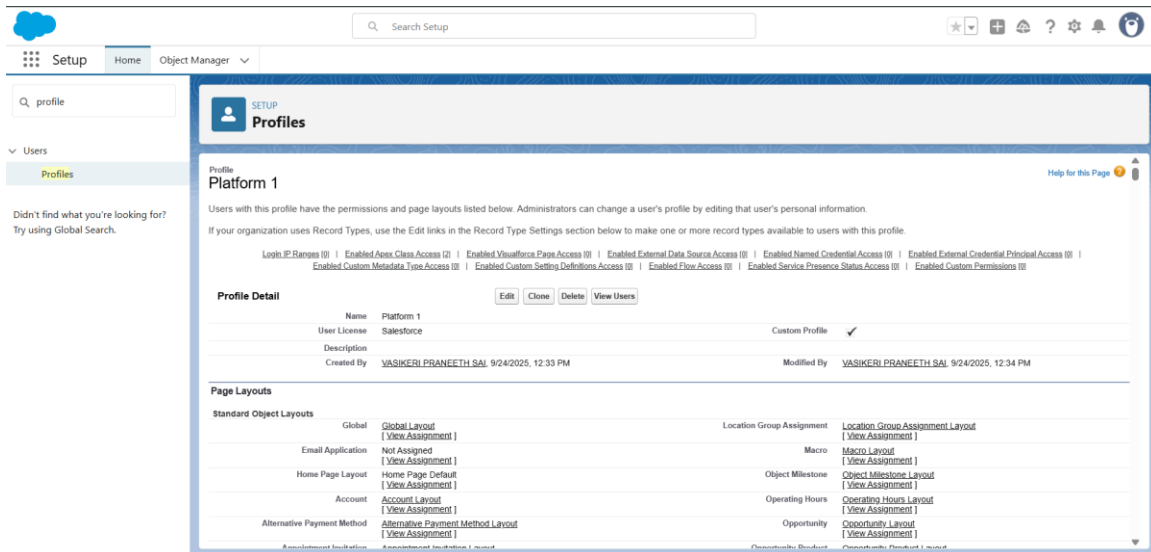 Search Setup
Setup Home Object Manager
profile
Users
Profiles
Didn't find what you're looking for?
Try using Global Search.
SETUP
Profiles
Profile
Platform 1
Help for this Page
Users with this profile have the permissions and page layouts listed below. Administrators can change a user's profile by editing that user's personal information.
If your organization uses Record Types, use the Edit links in the Record Type Settings section below to make one or more record types available to users with this profile.
Login IP Ranges [0] | Enabled Apex Class Access [2] | Enabled Visualforce Page Access [0] | Enabled External Data Source Access [0] | Enabled Named Credential Access [0] | Enabled External Credential Principal Access [0] |
Enabled Custom Metadata Type Access [0] | Enabled Custom Setting Definitions Access [0] | Enabled Flow Access [0] | Enabled Service Presence Status Access [0] | Enabled Custom Permissions [0]
Profile Detail Edit Clone Delete View Users
Name Platform 1
User License Salesforce Custom Profile ✓
Description
Created By VASIKERI PRANEETH SAI, 9/24/2025, 12:33 PM Modified By VASIKERI PRANEETH SAI, 9/24/2025, 12:34 PM
Page Layouts
Standard Object Layouts
Global Global Layout Location Group Assignment Location Group Assignment Layout
[ View Assignment ] [ View Assignment ]
Email Application Not Assigned Macro Macro Layout
[ View Assignment ] [ View Assignment ]
Home Page Layout Home Page Default Object Milestone Object Milestone Layout
[ View Assignment ] [ View Assignment ]
Account Account Layout Operating Hours Operating Hours Layout
[ View Assignment ] [ View Assignment ]
Alternative Payment Method Alternative Payment Method Layout Opportunity Opportunity Layout
[ View Assignment ] [ View Assignment ]
Appointment Invitation Appointment Invitation Layout Opportunity Product Opportunity Product Layout